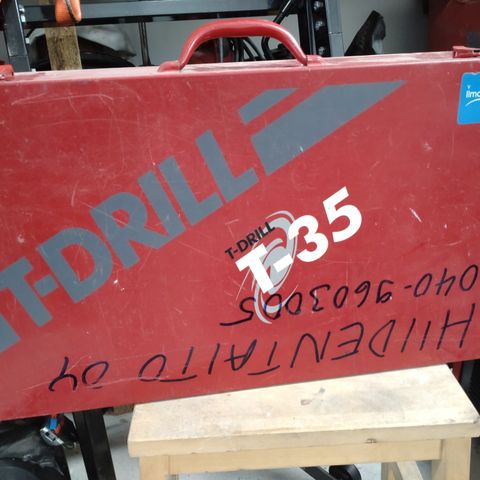 T-DRILL
T-DRILL
T-35
HIIDENTAITO OY
040-9603005